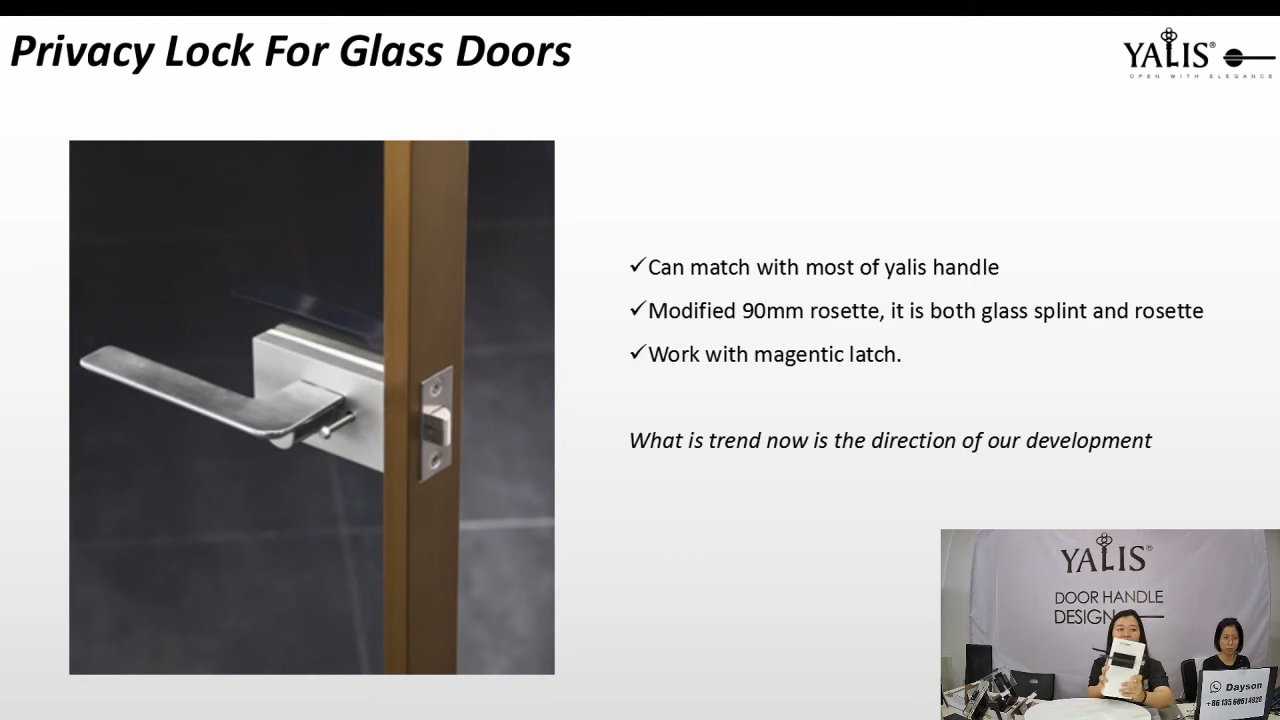 Privacy Lock For Glass Doors
YALIS®
OPEN WITH ELEGANCE
✓Can match with most of yalis handle
✓Modified 90mm rosette, it is both glass splint and rosette
✓Work with magentic latch.
What is trend now is the direction of our development
YALIS®
DOOR HANDLE
DESIGN
Dayson
+86 13560614920